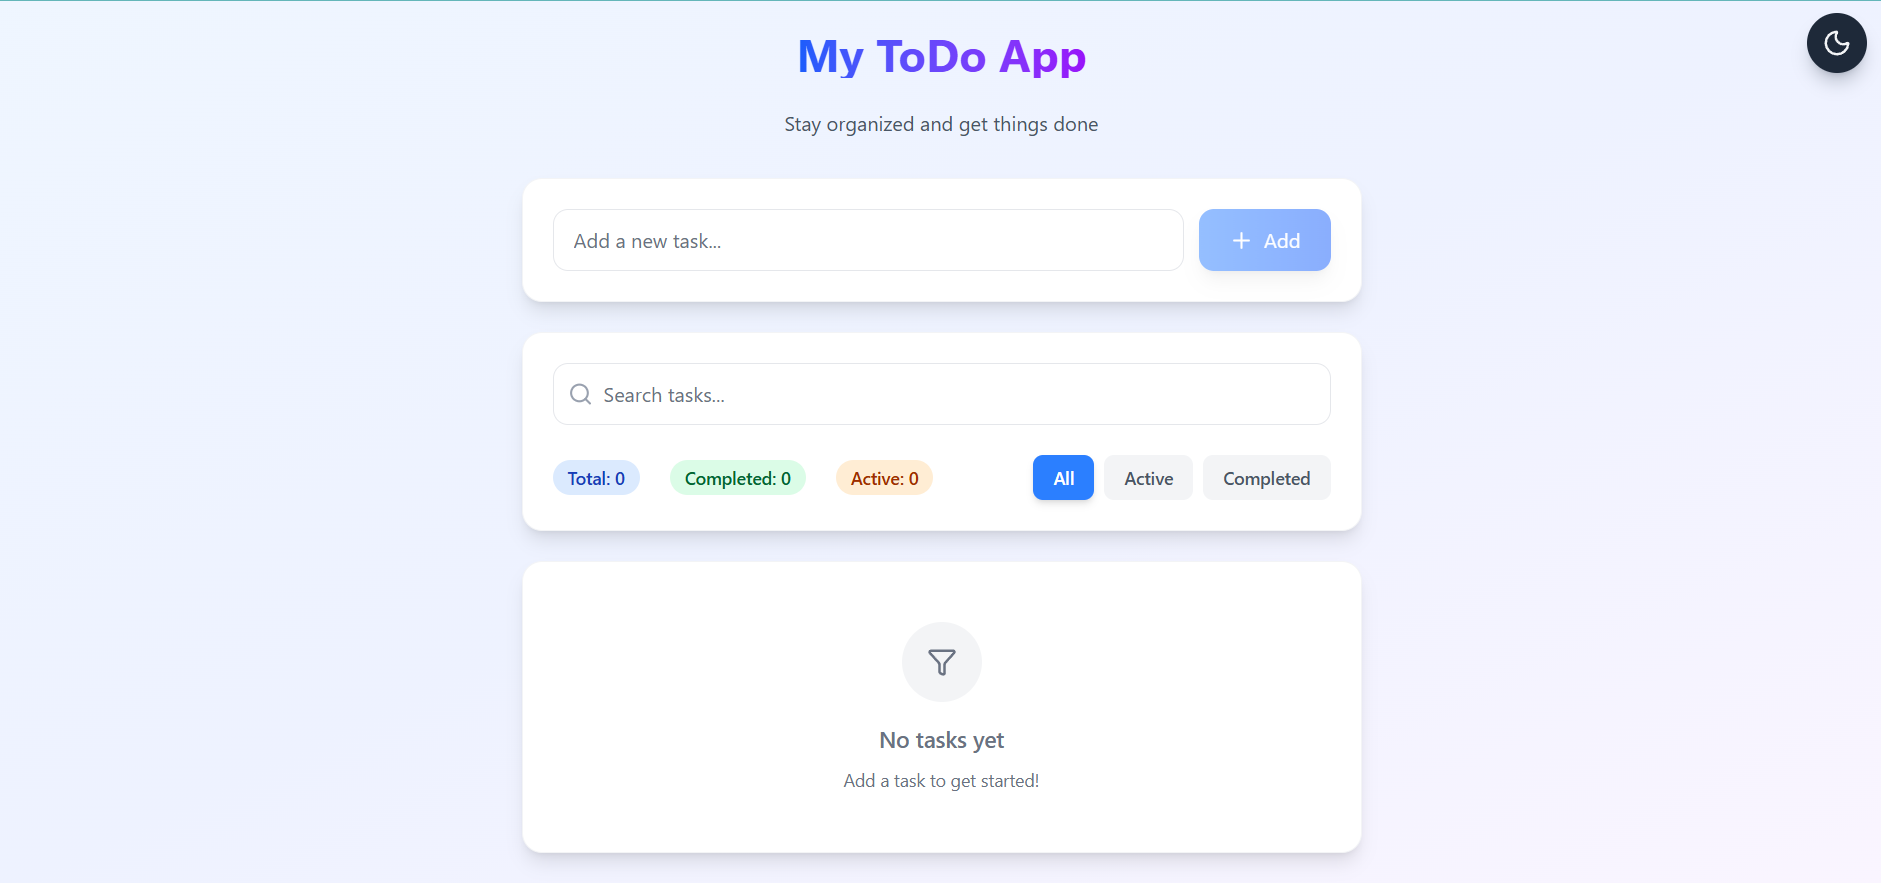 My ToDo App
Stay organized and get things done
Add a new task...
Add
Search tasks...
Total: 0
Completed: 0
Active: 0
All
Active
Completed
No tasks yet
Add a task to get started!